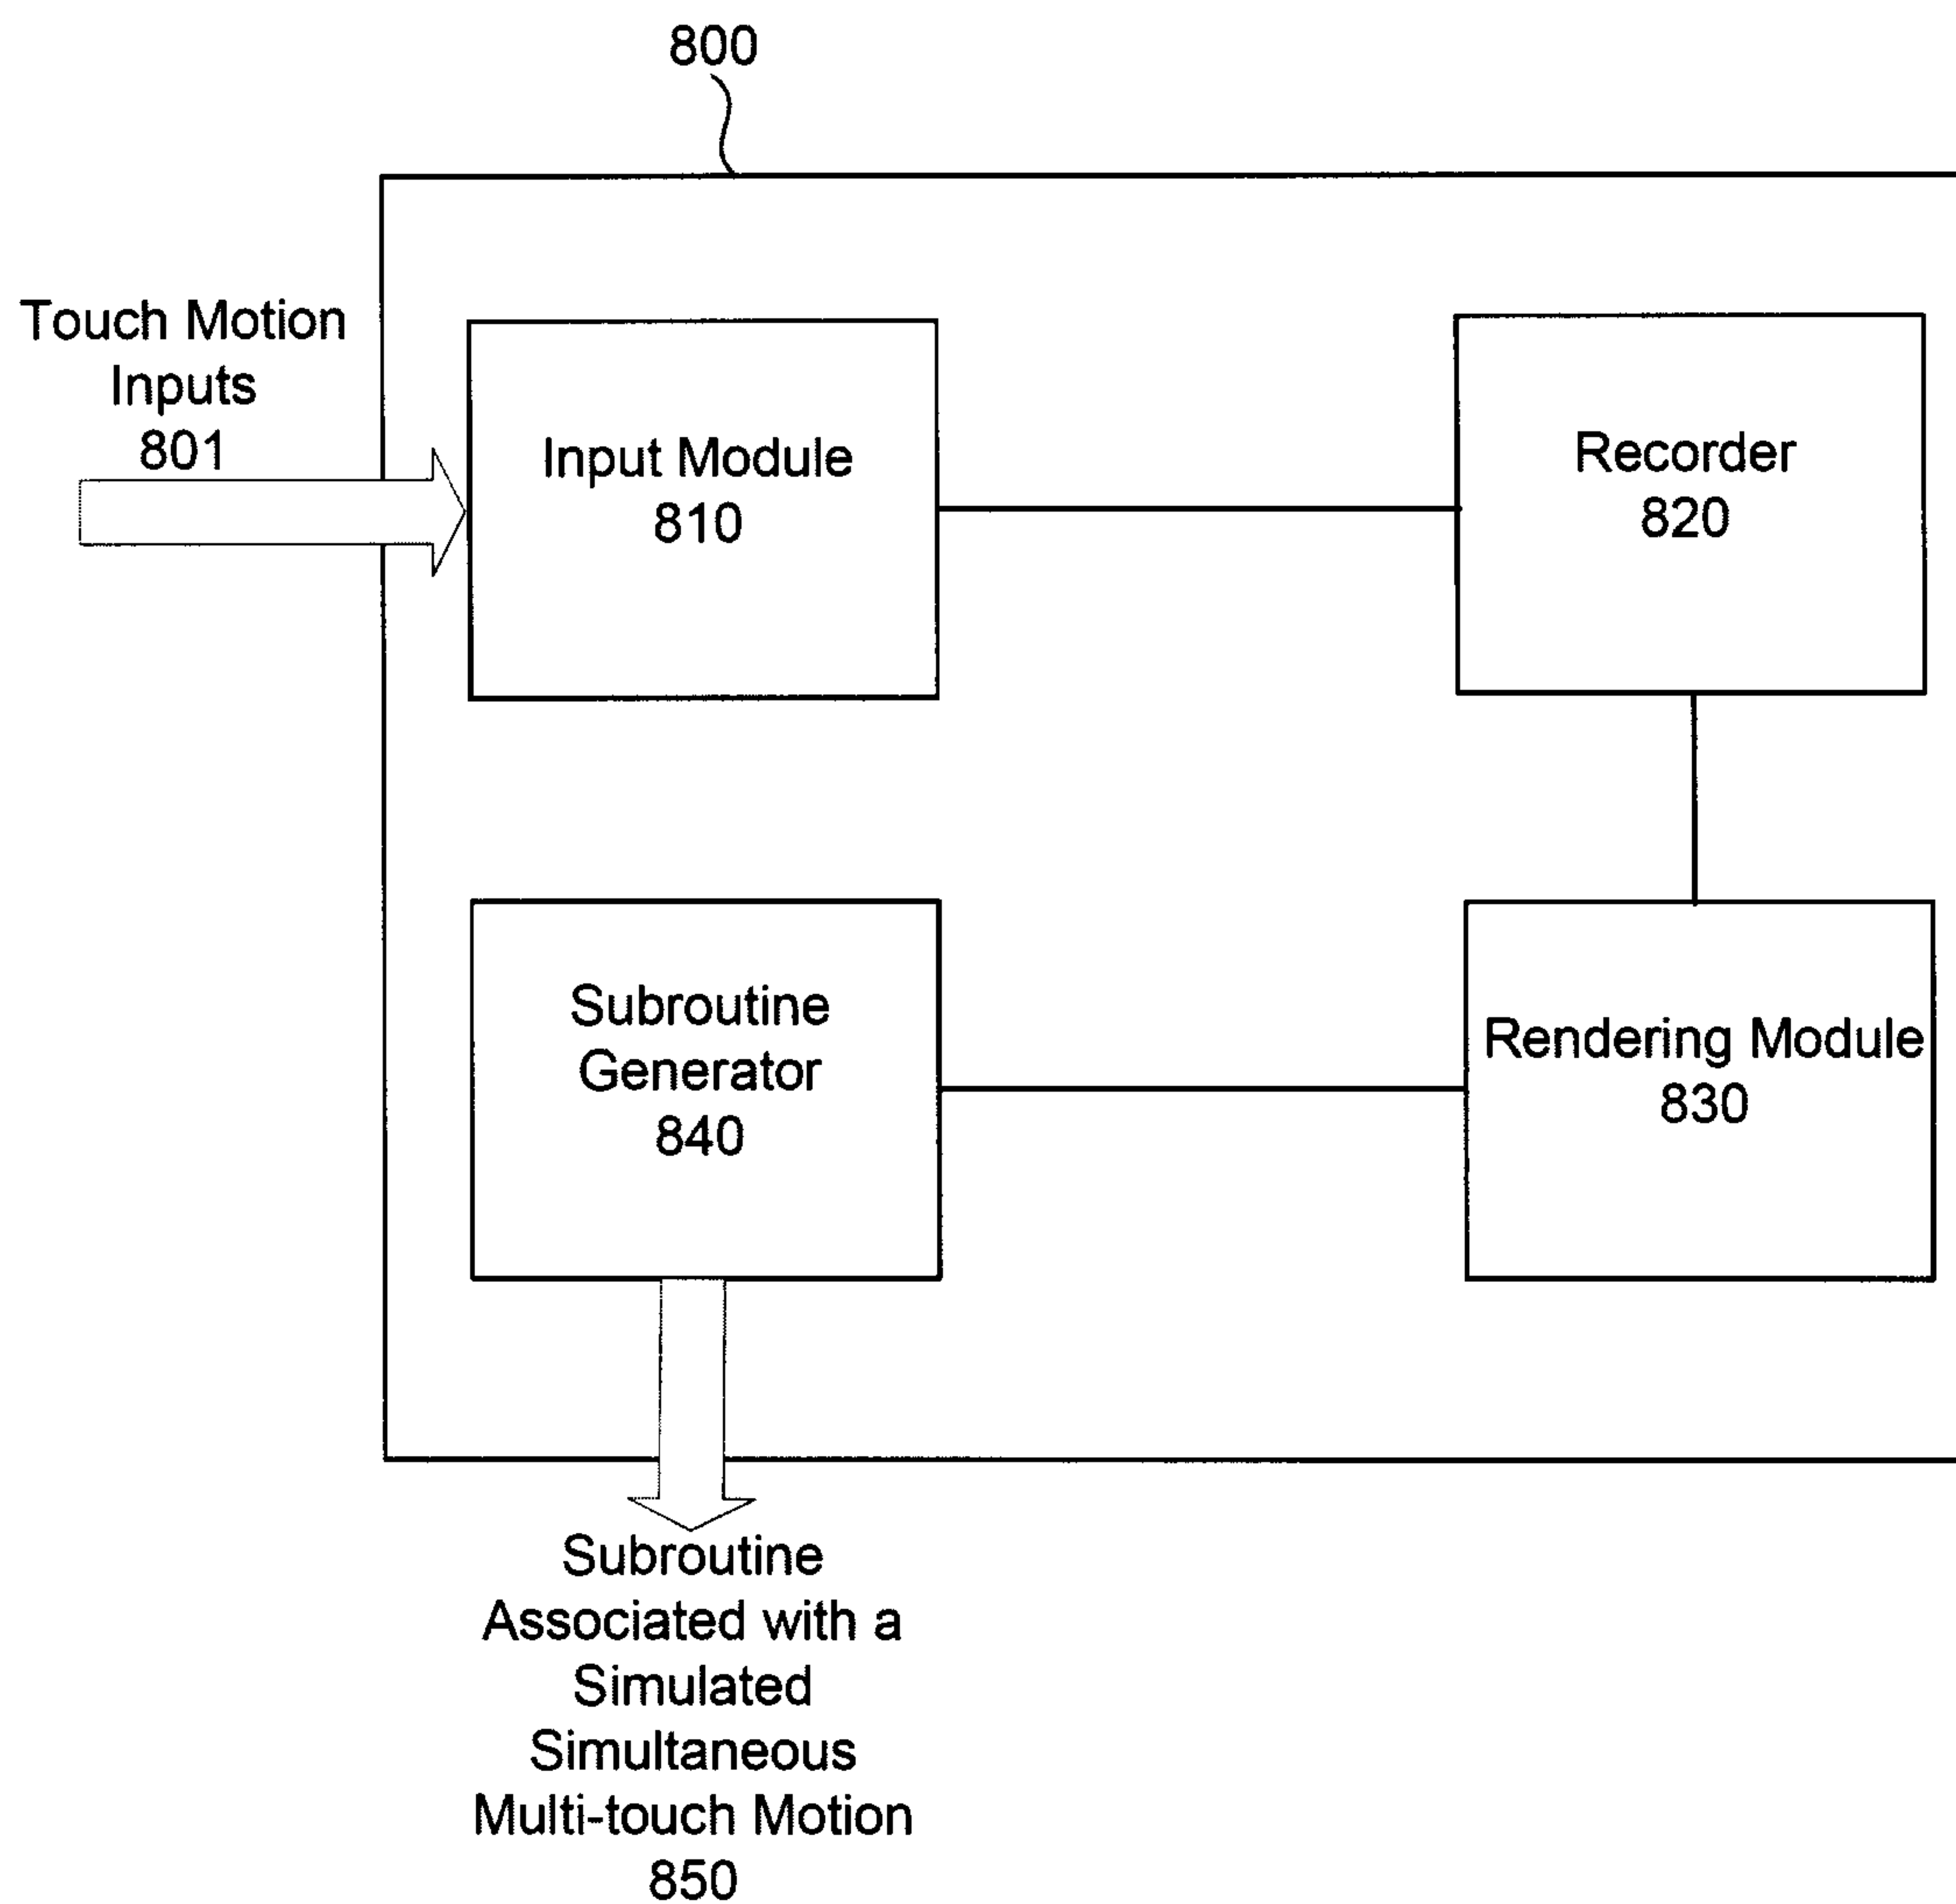 800
Touch Motion
Inputs
801
Input Module
810
Recorder
820
Subroutine
Generator
840
Rendering Module
830
Subroutine
Associated with a
Simulated
Simultaneous
Multi-touch Motion
850